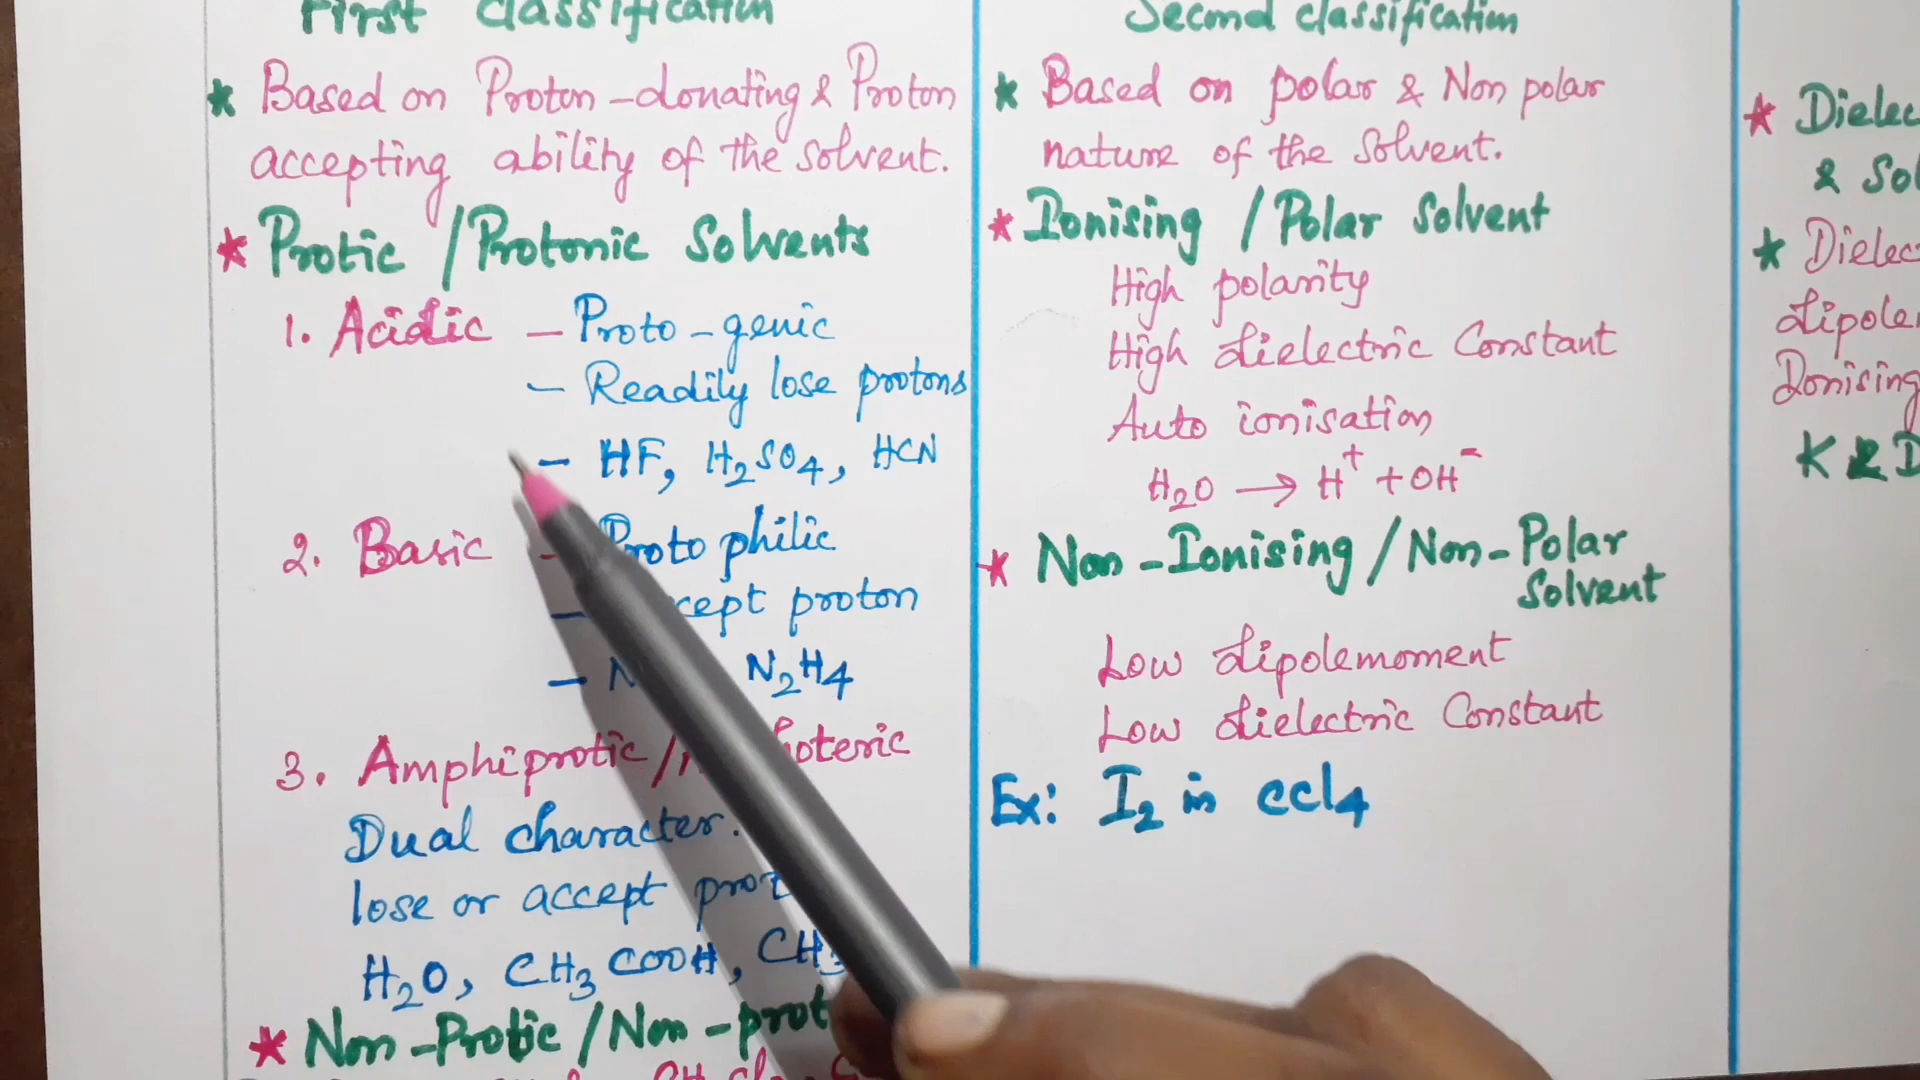 First classification
* Based on Proton-donating & Proton
accepting ability of the solvent.
* Protic / Protonic Solvents
1. Acidic – Proto-genic
– Readily lose protons
– HF, H2SO4, HCN
2. Basic – Proto philic
– proton
– N2H4
3. Amphiprotic /
Dual character.
lose or accept
H2O, CH3COOH,
* Non-Protic / Non-
Second classification
* Based on polar & Non polar
nature of the solvent.
* Ionising / Polar solvent
High polarity
High dielectric Constant
Auto ionisation
H2O → H+ + OH-
* Non-Ionising / Non-Polar
Solvent
Low dipolemoment
Low dielectric Constant
Ex: I2 in ccl4
* Dielec
& Sol
* Dielec
dipole
Ionising
K & D